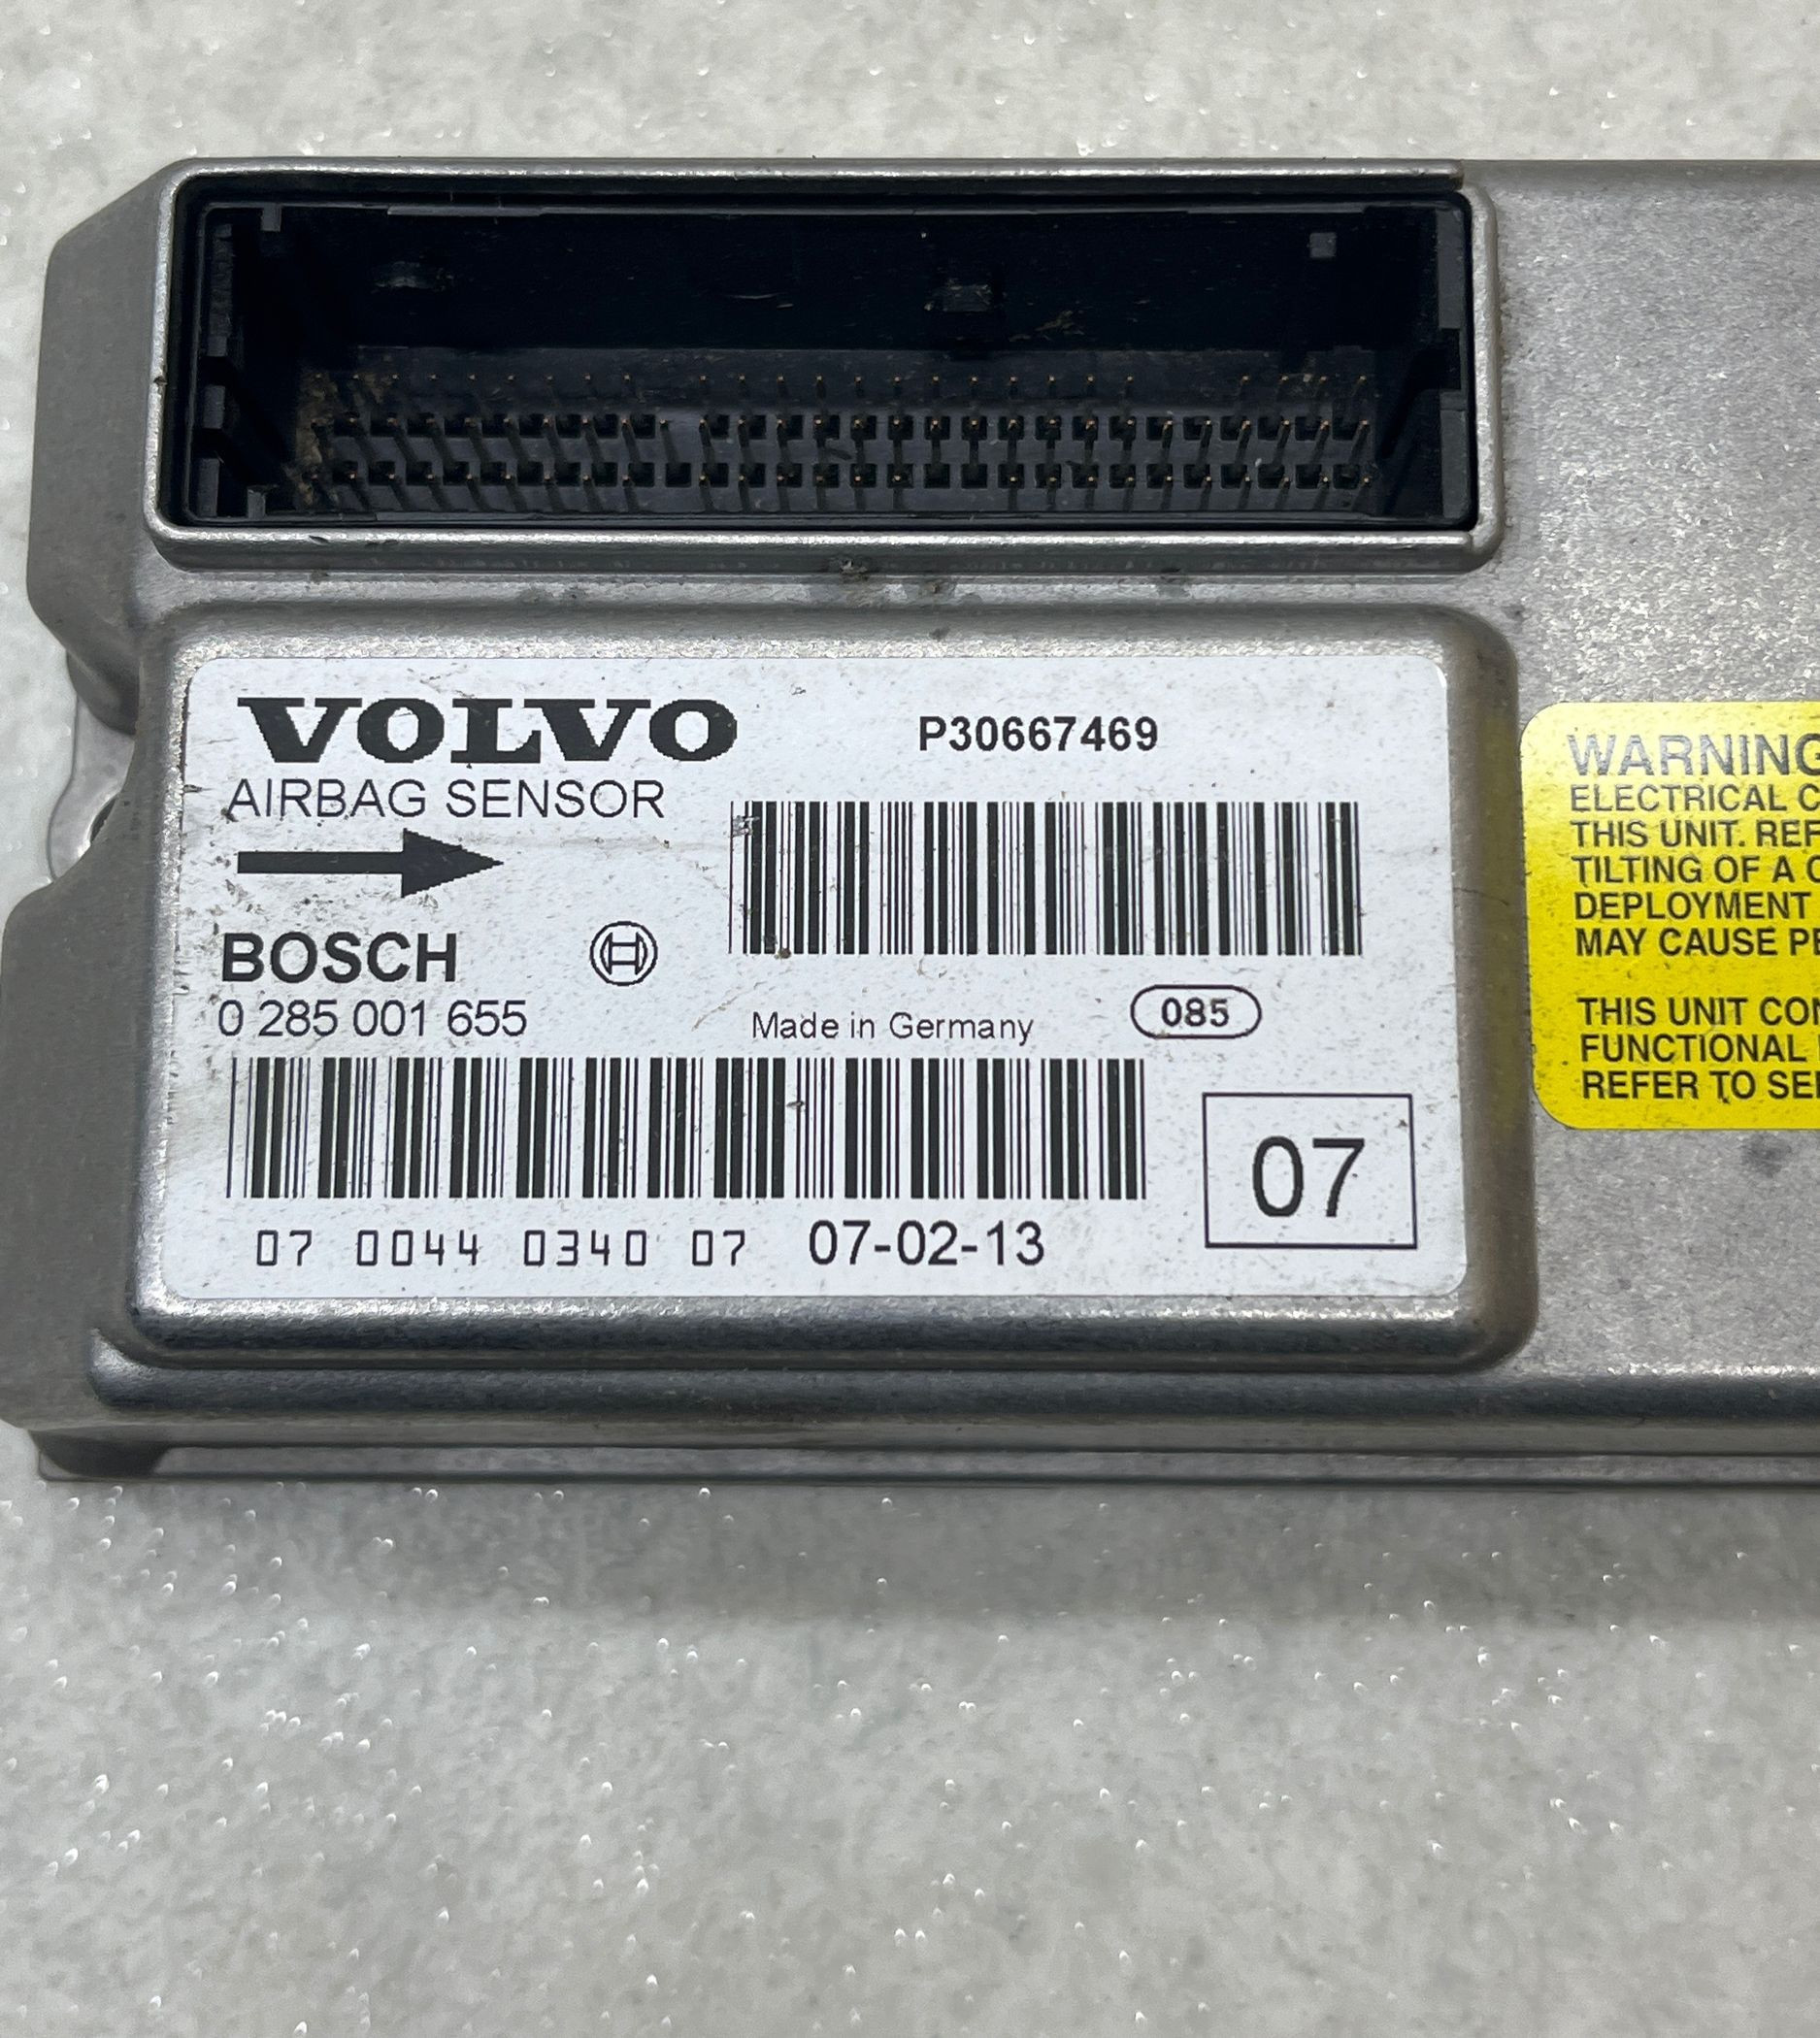 VOLVO
P30667469
AIRBAG SENSOR
BOSCH
0 285 001 655
Made in Germany
085
07
07 0044 0340 07 07-02-13
WARNING
ELECTRICAL
THIS UNIT. REF
TILTING OF A
DEPLOYMENT
MAY CAUSE PE
THIS UNIT CON
FUNCTIONAL
REFER TO SE